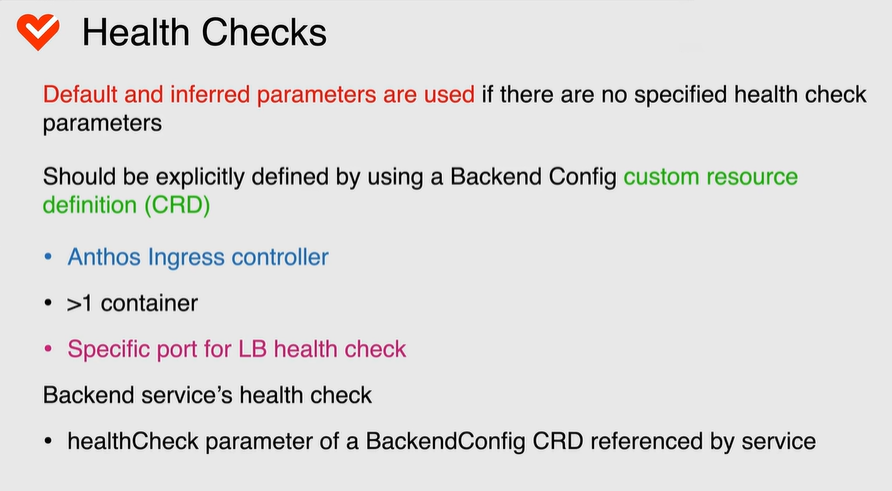 Health Checks
Default and inferred parameters are used if there are no specified health check
parameters
Should be explicitly defined by using a Backend Config custom resource
definition (CRD)
• Anthos Ingress controller
• >1 container
• Specific port for LB health check
Backend service’s health check
• healthCheck parameter of a BackendConfig CRD referenced by service